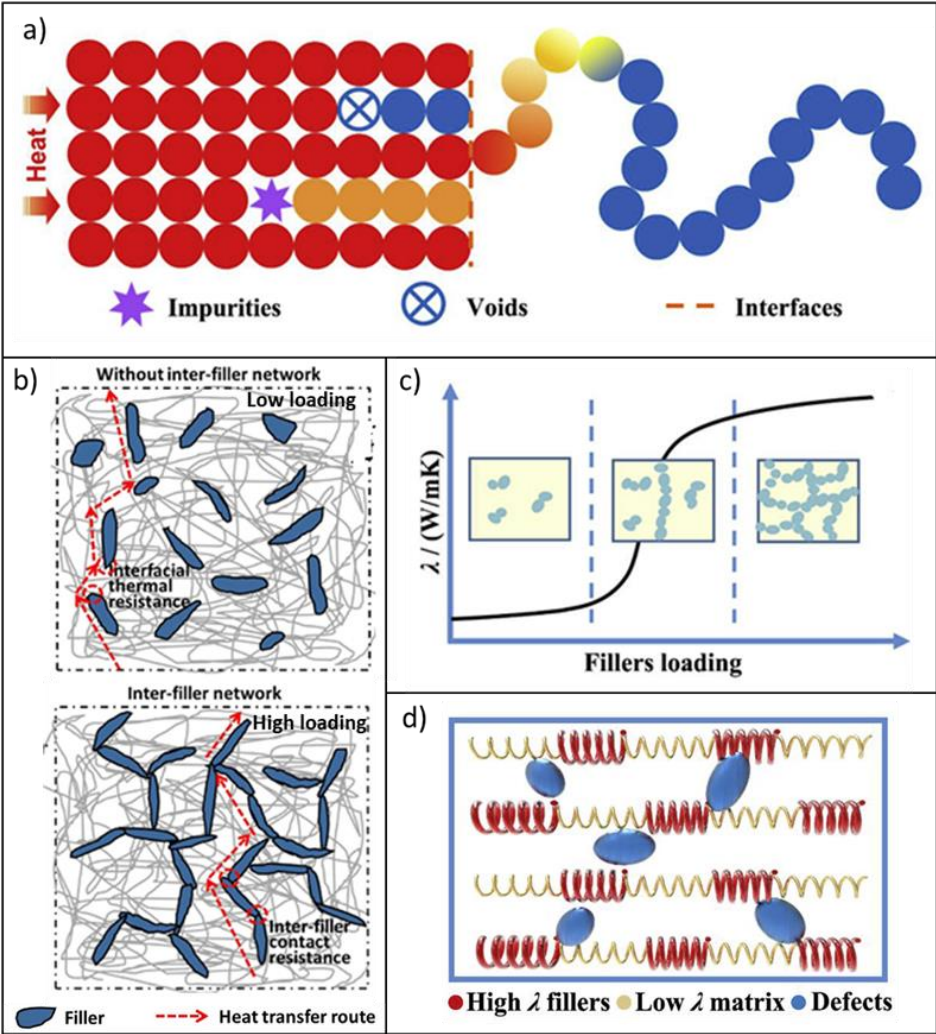 a)
Heat
Impurities
Voids
Interfaces
b)
Without inter-filler network
Low loading
Interfacial
thermal
resistance
Inter-filler network
High loading
Inter-filler
contact
resistance
Filler
Heat transfer route
c)
λ / (W/mK)
Fillers loading
d)
High λ fillers
Low λ matrix
Defects